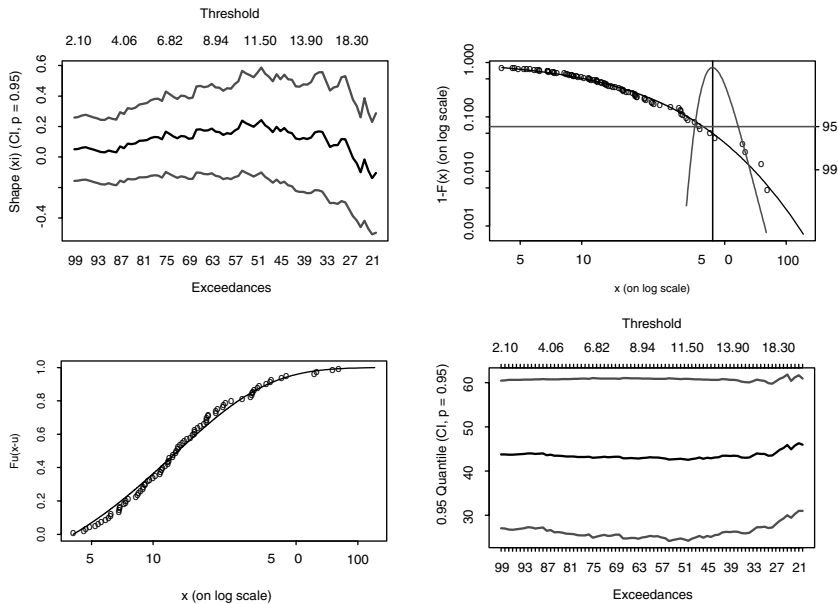 Threshold
2.10 4.06 6.82 8.94 11.50 13.90 18.30
Shape (xi) (CI, p = 0.95)
0.6
0.4
0.2
0.0
-0.4
99 93 87 81 75 69 63 57 51 45 39 33 27 21
Exceedances
1-F(x) (on log scale)
1.000
0.100
0.010
0.001
95
99
5 10 5 0 100
x (on log scale)
Fu(x-u)
1.0
0.8
0.6
0.4
0.2
0.0
5 10 5 0 100
x (on log scale)
Threshold
2.10 4.06 6.82 8.94 11.50 13.90 18.30
0.95 Quantile (CI, p = 0.95)
60
50
40
30
99 93 87 81 75 69 63 57 51 45 39 33 27 21
Exceedances